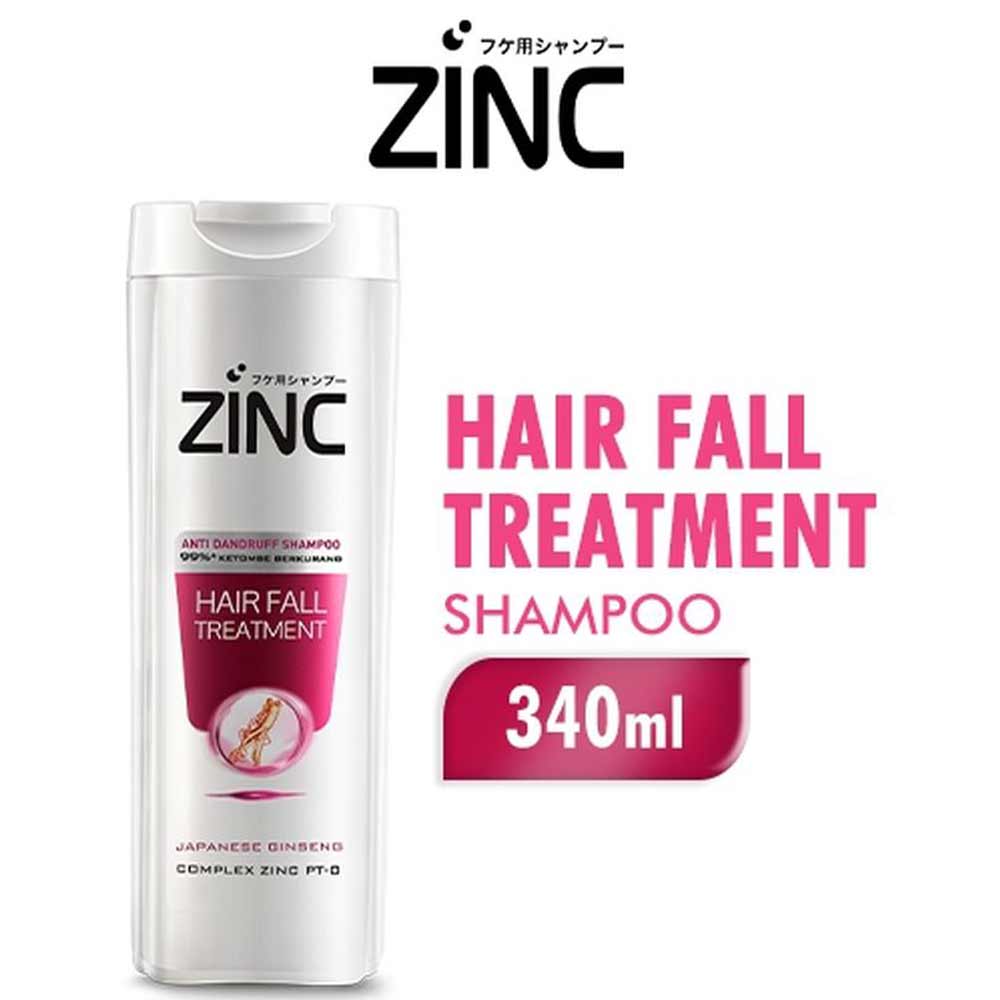 フケ用シャンプー
ZINC
フケ用シャンプー
ZINC
ANTI DANDRUFF SHAMPOO
99%* KETOMBE BERKURANG
HAIR FALL
TREATMENT
JAPANESE GINSENG
COMPLEX ZINC PT-O
HAIR FALL
TREATMENT
SHAMPOO
340ml